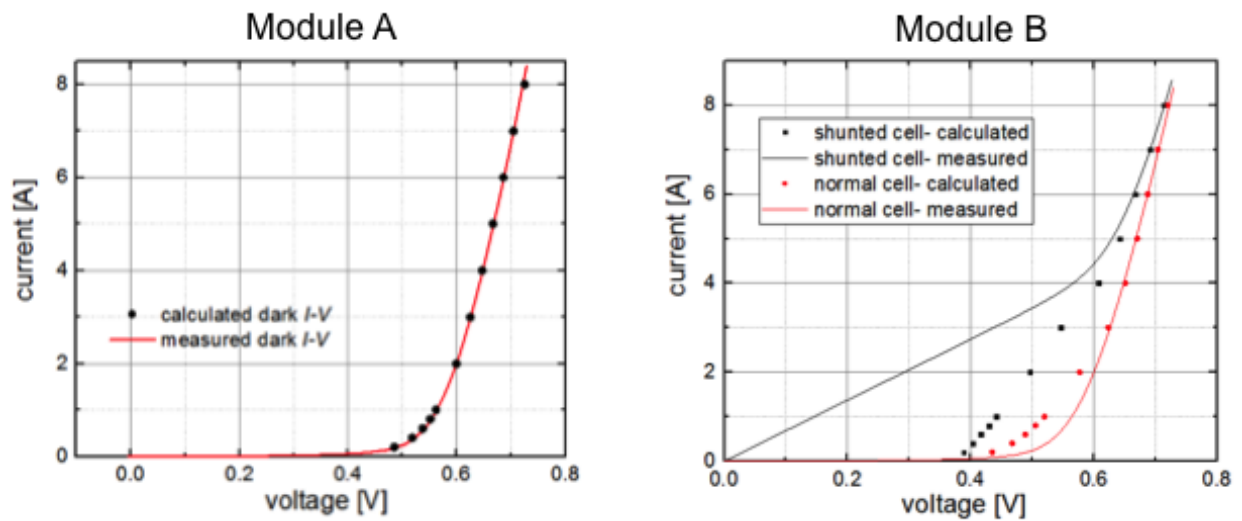 Module A
Module B
8
6
4
2
0
current [A]
calculated dark I-V
measured dark I-V
0.0
0.2
0.4
0.6
0.8
voltage [V]
8
6
4
2
0
current [A]
shunted cell- calculated
shunted cell- measured
normal cell- calculated
normal cell- measured
0.0
0.2
0.4
0.6
0.8
voltage [V]